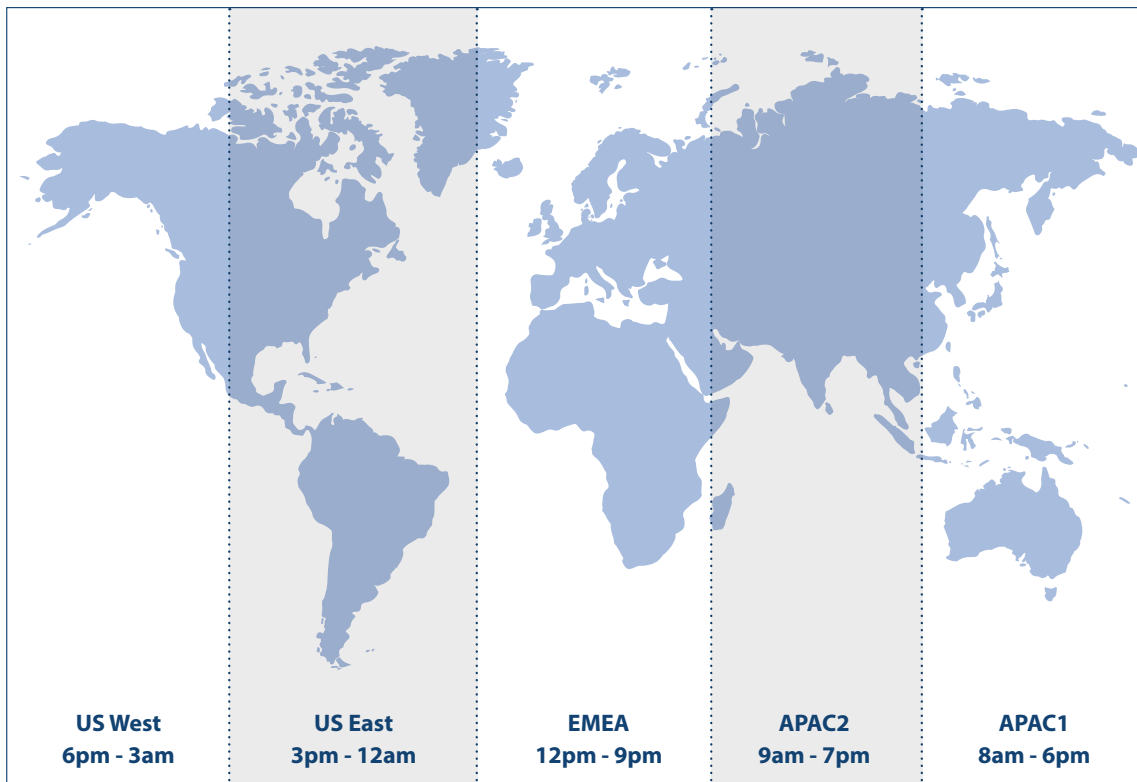 US West
6pm - 3am
US East
3pm - 12am
EMEA
12pm - 9pm
APAC2
9am - 7pm
APAC1
8am - 6pm